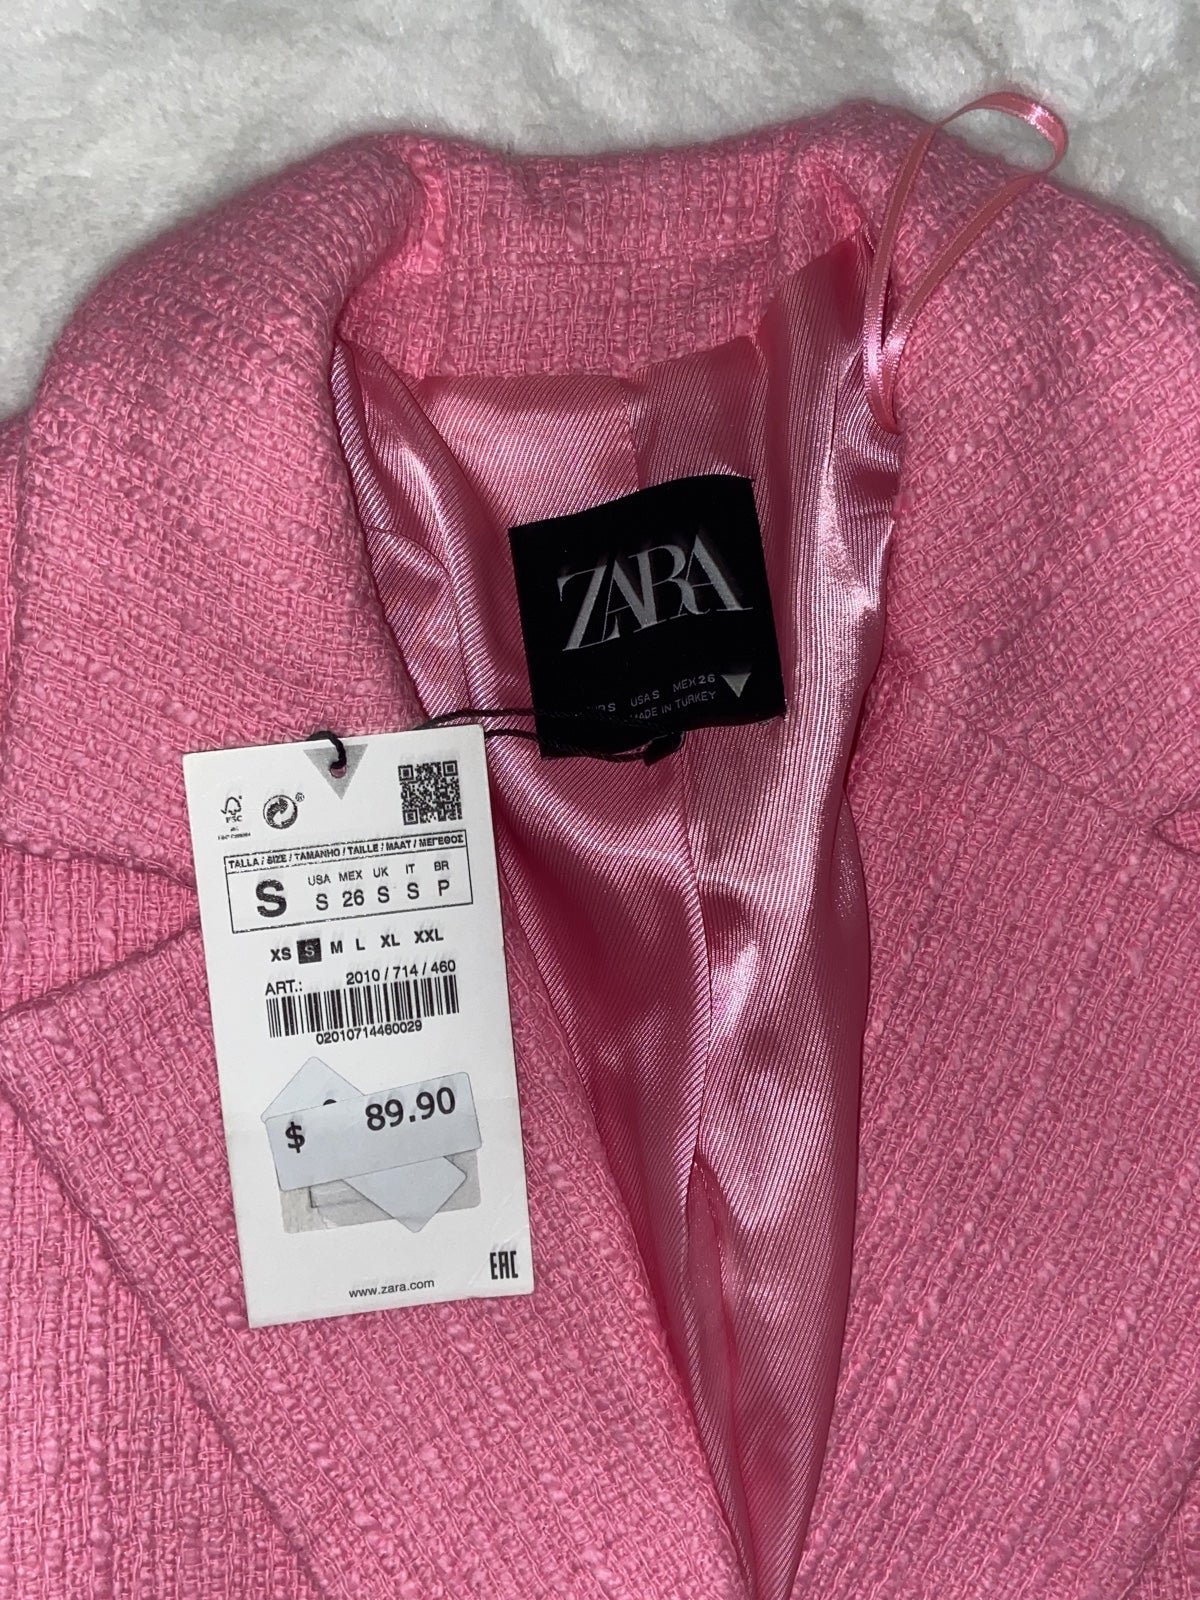 ZARA
USA S MEX 26
MADE IN TURKEY
FSC
TALLA / SIZE / TAMANHO / TAILLE / MAAT / ΜΕΓΕΘΟΣ
S
USA MEX UK IT BR
S 26 S S P
XS S M L XL XXL
ART.: 2010 / 714 / 460
02010714460029
$ 89.90
www.zara.com
EAC